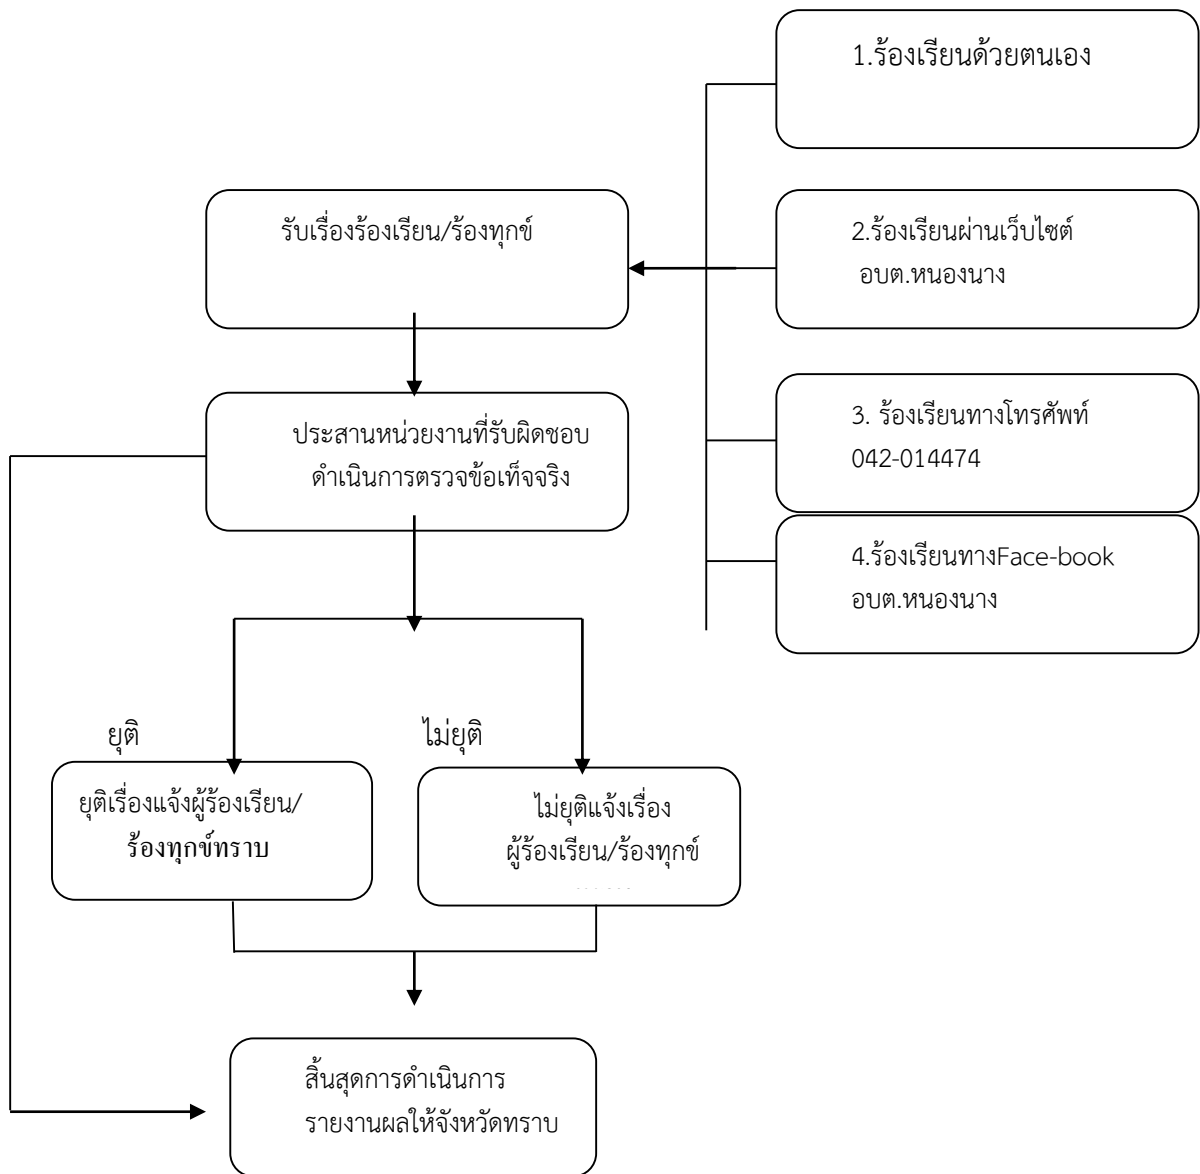 1.ร้องเรียนด้วยตนเอง
รับเรื่องร้องเรียน/ร้องทุกข์
2.ร้องเรียนผ่านเว็บไซต์
อบต.หนองนาง
3. ร้องเรียนทางโทรศัพท์
042-014474
ประสานหน่วยงานที่รับผิดชอบ
ดำเนินการตรวจข้อเท็จจริง
4.ร้องเรียนทางFace-book
อบต.หนองนาง
ยุติ
ไม่ยุติ
ยุติเรื่องแจ้งผู้ร้องเรียน/
ร้องทุกข์ทราบ
ไม่ยุติแจ้งเรื่อง
ผู้ร้องเรียน/ร้องทุกข์
สิ้นสุดการดำเนินการ
รายงานผลให้จังหวัดทราบ